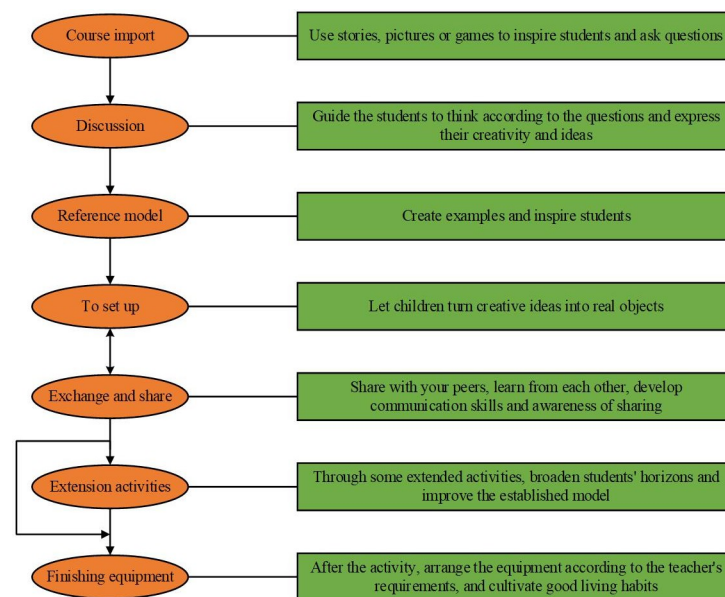 Course import
Use stories, pictures or games to inspire students and ask questions
Discussion
Guide the students to think according to the questions and express
their creativity and ideas
Reference model
Create examples and inspire students
To set up
Let children turn creative ideas into real objects
Exchange and share
Share with your peers, learn from each other, develop
communication skills and awareness of sharing
Extension activities
Through some extended activities, broaden students' horizons and
improve the established model
Finishing equipment
After the activity, arrange the equipment according to the teacher's
requirements, and cultivate good living habits